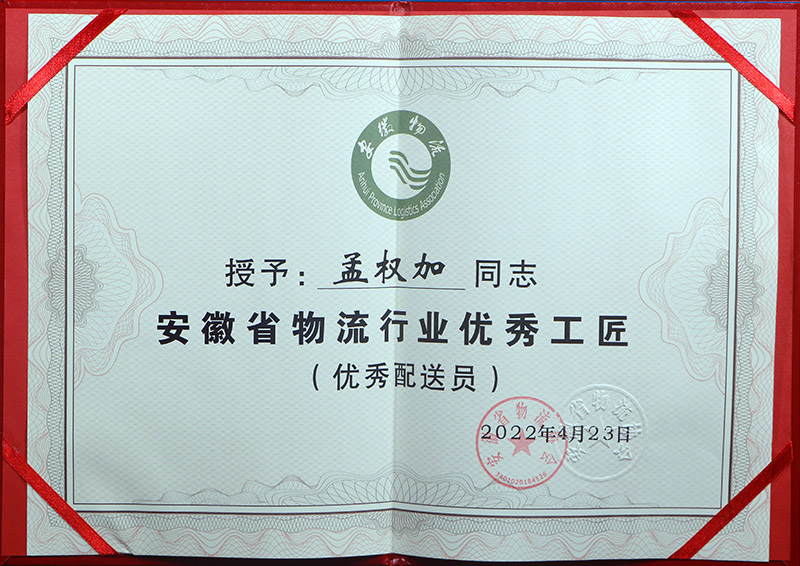 安徽物流
Anhui Province Logistics Association
授予：孟权加同志
安徽省物流行业优秀工匠
（优秀配送员）
2022年4月23日